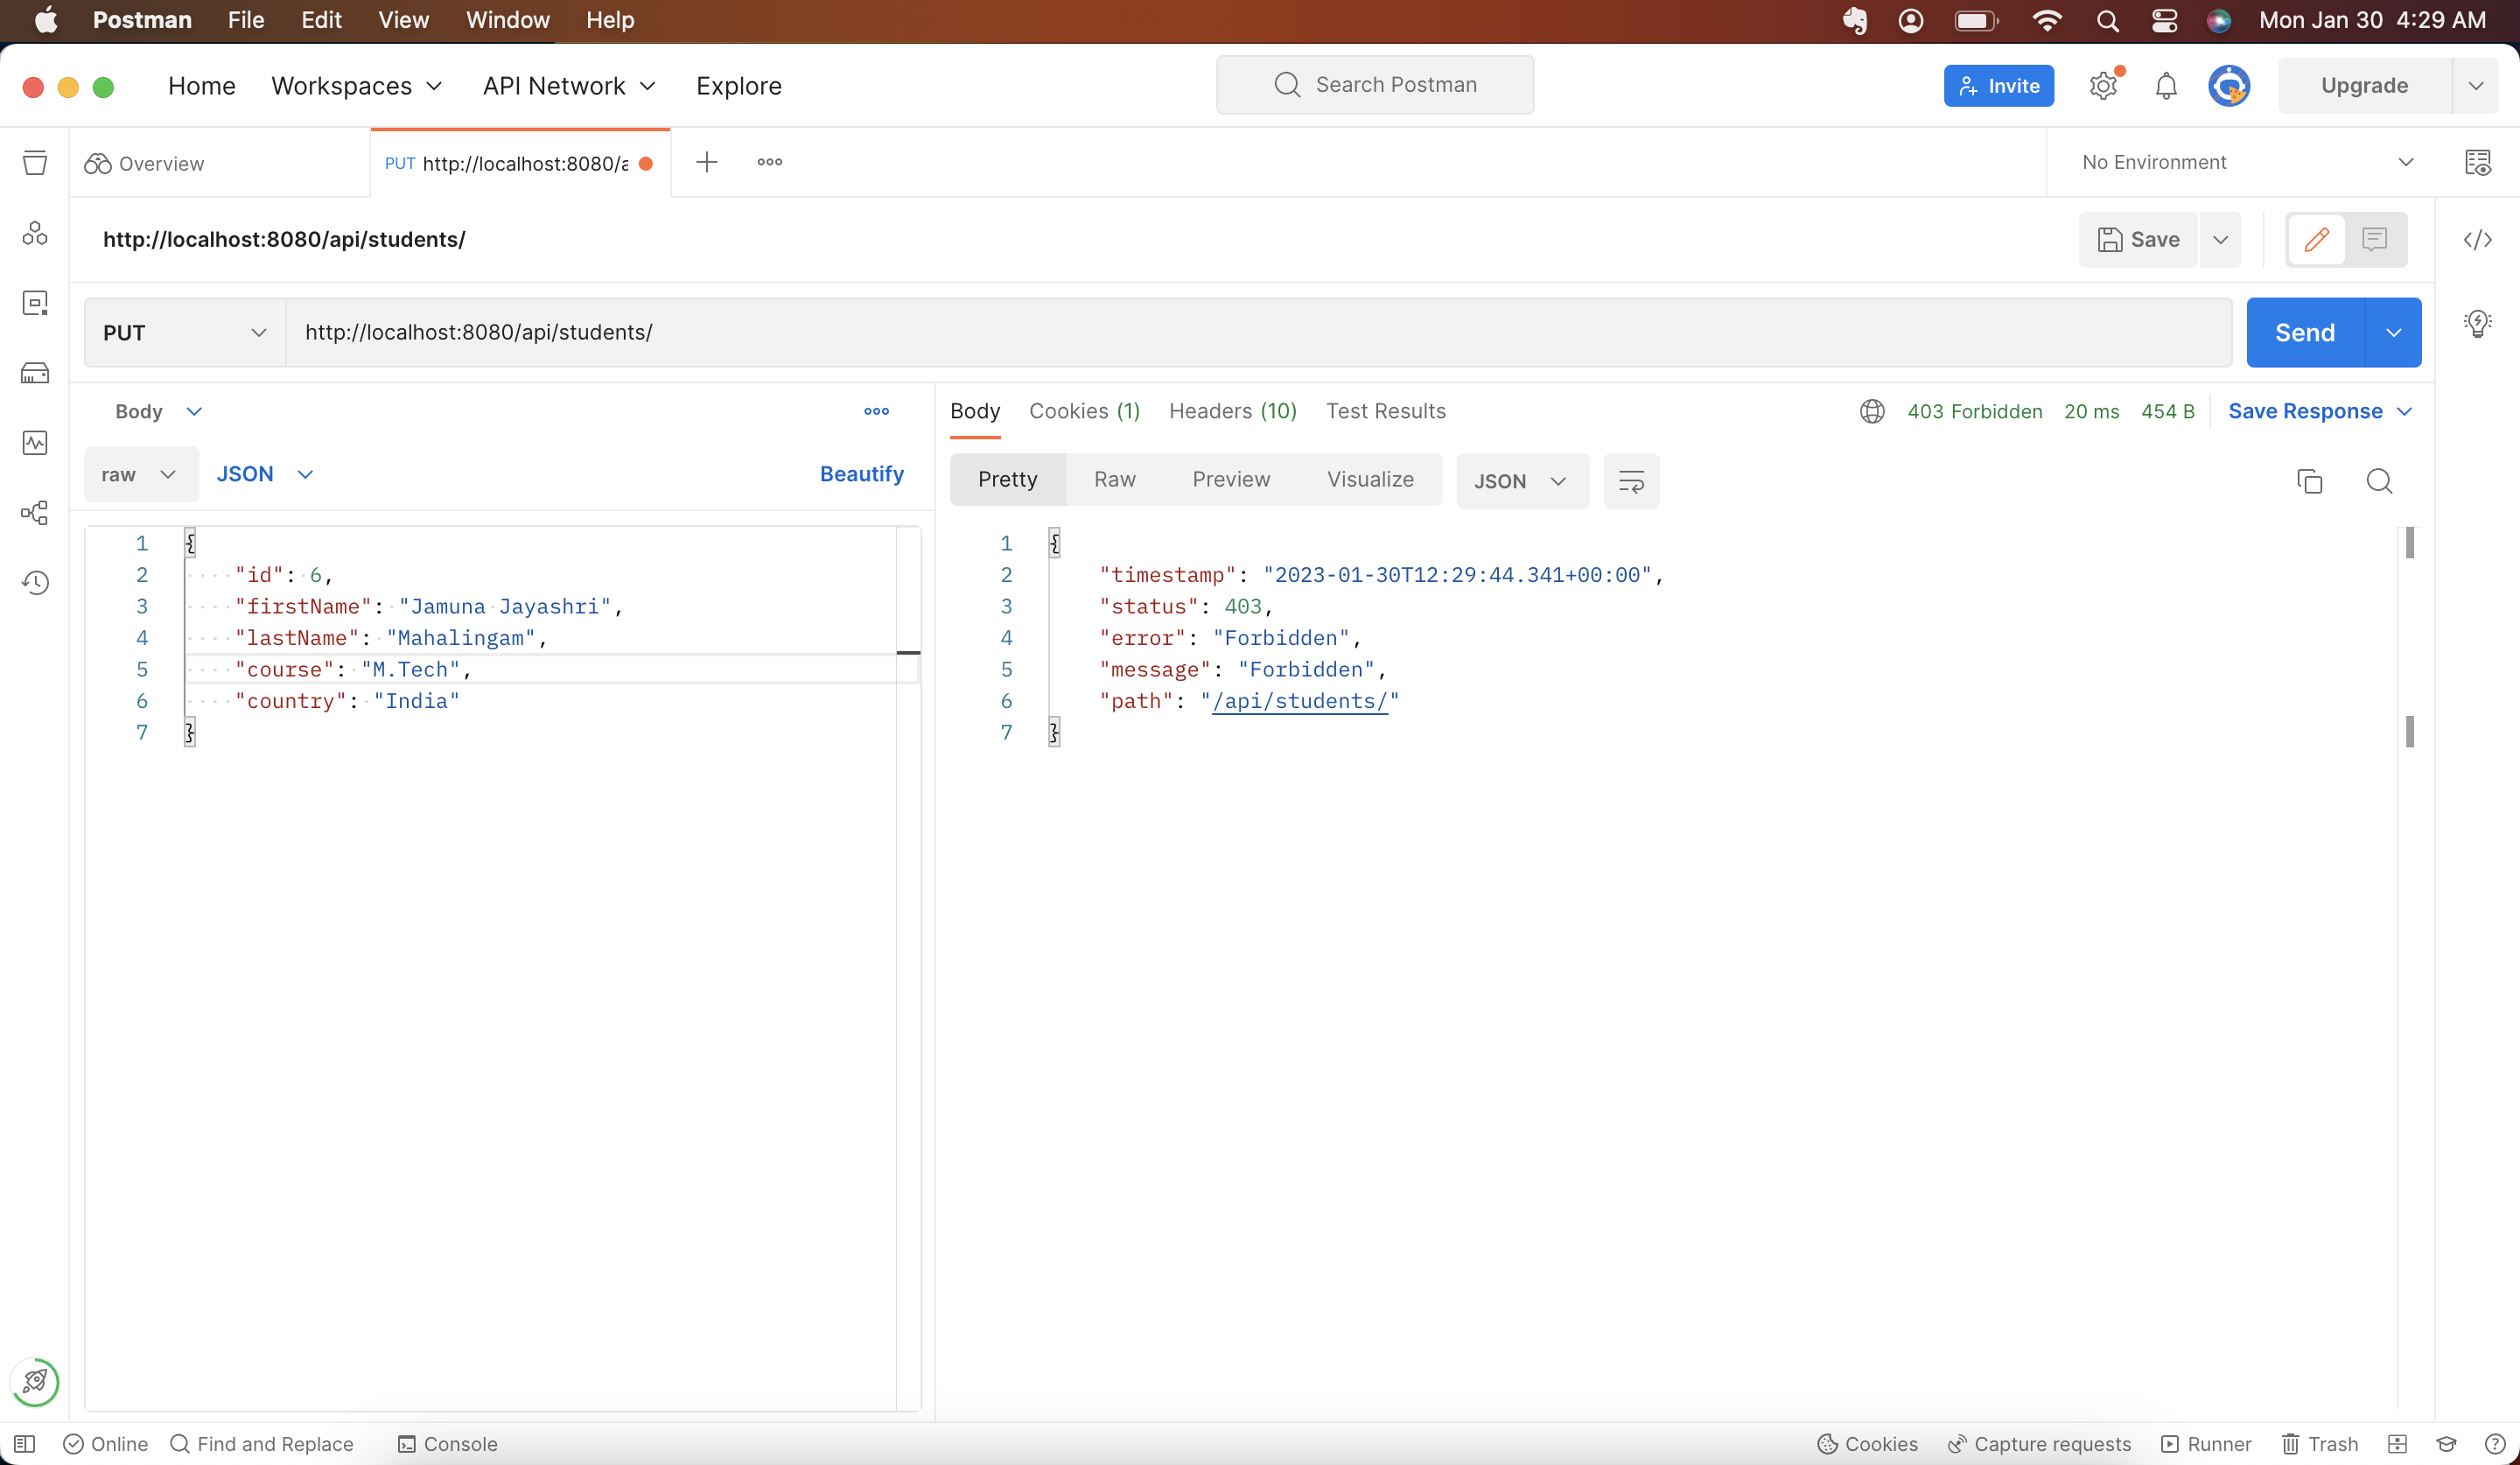 Postman File Edit View Window Help Mon Jan 30 4:29 AM
Home Workspaces API Network Explore Search Postman Invite Upgrade
Overview PUT http://localhost:8080/a No Environment
http://localhost:8080/api/students/ Save
PUT http://localhost:8080/api/students/ Send
Body
raw JSON Beautify
1 {
2 "id": 6,
3 "firstName": "Jamuna Jayashri",
4 "lastName": "Mahalingam",
5 "course": "M.Tech",
6 "country": "India"
7 }
Body Cookies (1) Headers (10) Test Results 403 Forbidden 20 ms 454 B Save Response
Pretty Raw Preview Visualize JSON
1 {
2 "timestamp": "2023-01-30T12:29:44.341+00:00",
3 "status": 403,
4 "error": "Forbidden",
5 "message": "Forbidden",
6 "path": "/api/students/"
7 }
Online Find and Replace Console Cookies Capture requests Runner Trash